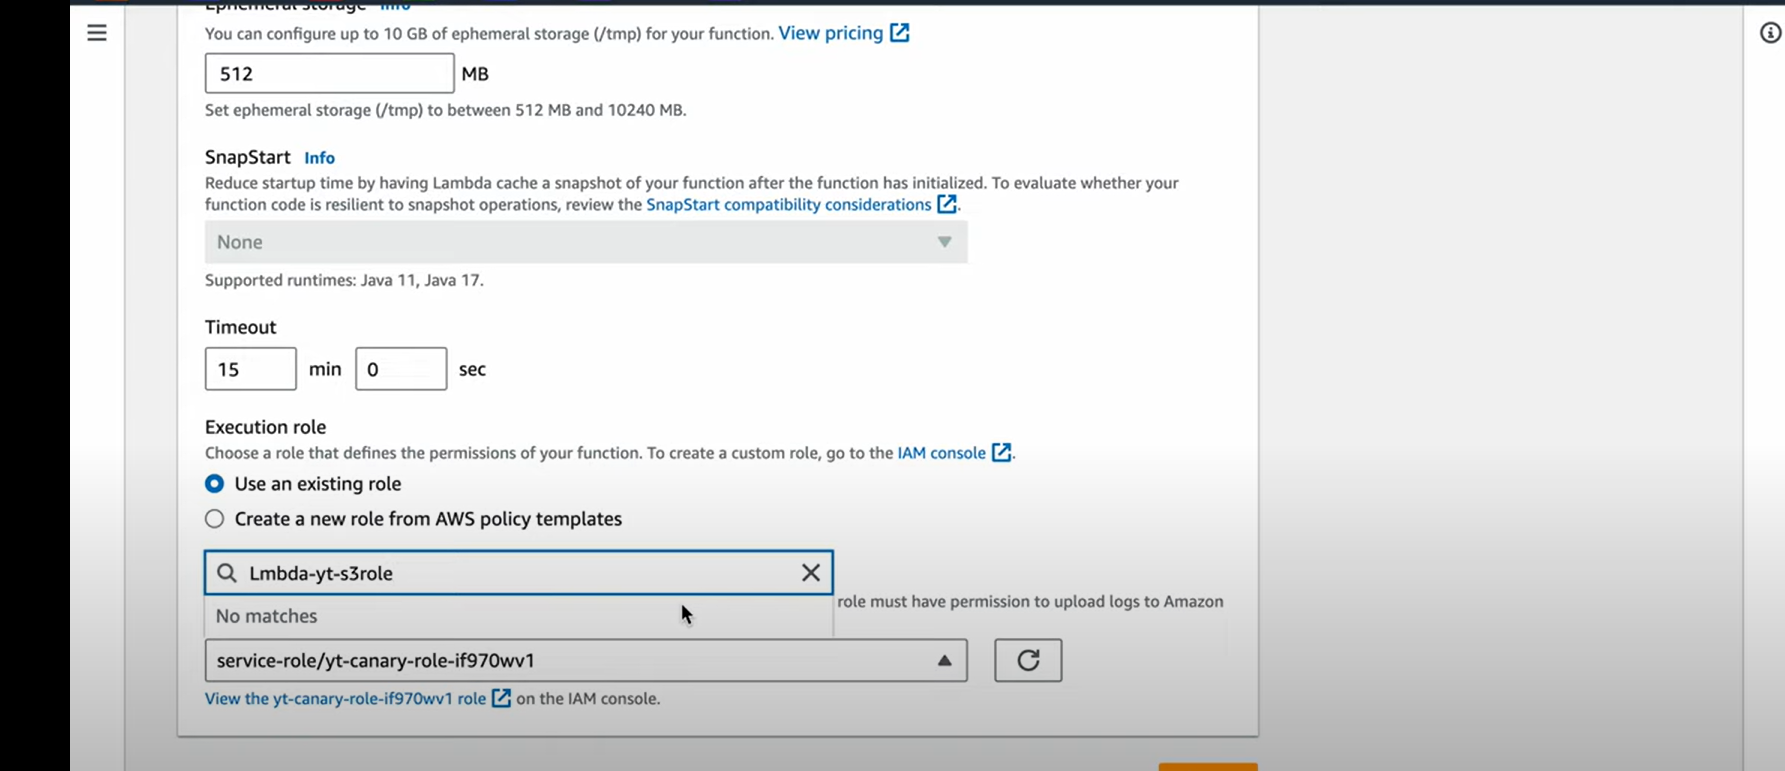 Ephemeral storage Info
You can configure up to 10 GB of ephemeral storage (/tmp) for your function. View pricing
512 MB
Set ephemeral storage (/tmp) to between 512 MB and 10240 MB.
SnapStart Info
Reduce startup time by having Lambda cache a snapshot of your function after the function has initialized. To evaluate whether your
function code is resilient to snapshot operations, review the SnapStart compatibility considerations.
None
Supported runtimes: Java 11, Java 17.
Timeout
15 min 0 sec
Execution role
Choose a role that defines the permissions of your function. To create a custom role, go to the IAM console.
Use an existing role
Create a new role from AWS policy templates
Lmbda-yt-s3role
role must have permission to upload logs to Amazon
No matches
service-role/yt-canary-role-if970wv1
View the yt-canary-role-if970wv1 role on the IAM console.